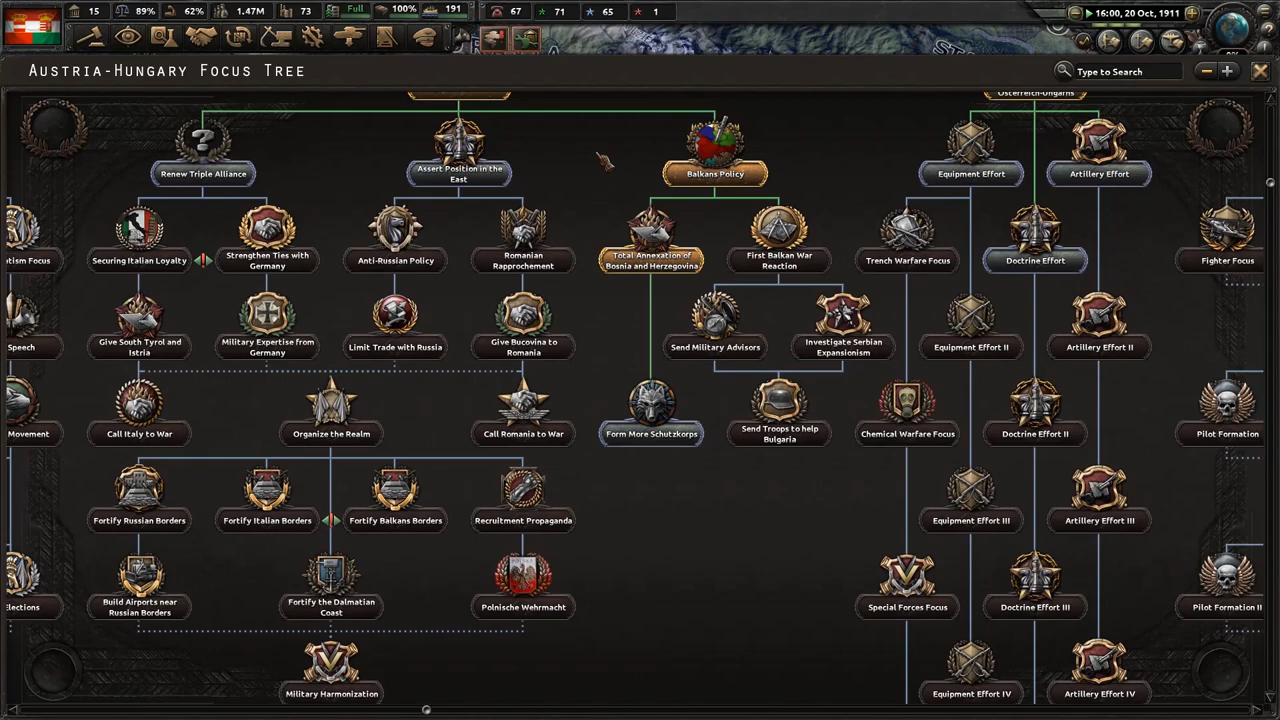 15
89%
62%
1.47M
73
Full
100%
191
67
71
65
1
16:00, 20 Oct, 1911
Austria-Hungary Focus Tree
Type to Search
Österreich-Ungarns
Renew Triple Alliance
Assert Position in the
East
Balkans Policy
Equipment Effort
Artillery Effort
tism Focus
Securing Italian Loyalty
Strengthen Ties with
Germany
Anti-Russian Policy
Romanian
Rapprochement
Total Annexation of
Bosnia and Herzegovina
First Balkan War
Reaction
Trench Warfare Focus
Doctrine Effort
Fighter Focus
Speech
Give South Tyrol and
Istria
Military Expertise from
Germany
Limit Trade with Russia
Give Bucovina to
Romania
Send Military Advisors
Investigate Serbian
Expansionism
Equipment Effort II
Artillery Effort II
Movement
Call Italy to War
Organize the Realm
Call Romania to War
Form More Schutzkorps
Send Troops to help
Bulgaria
Chemical Warfare Focus
Doctrine Effort II
Pilot Formation
Fortify Russian Borders
Fortify Italian Borders
Fortify Balkans Borders
Recruitment Propaganda
Equipment Effort III
Artillery Effort III
Elections
Build Airports near
Russian Borders
Fortify the Dalmatian
Coast
Polnische Wehrmacht
Special Forces Focus
Doctrine Effort III
Pilot Formation II
Military Harmonization
Equipment Effort IV
Artillery Effort IV